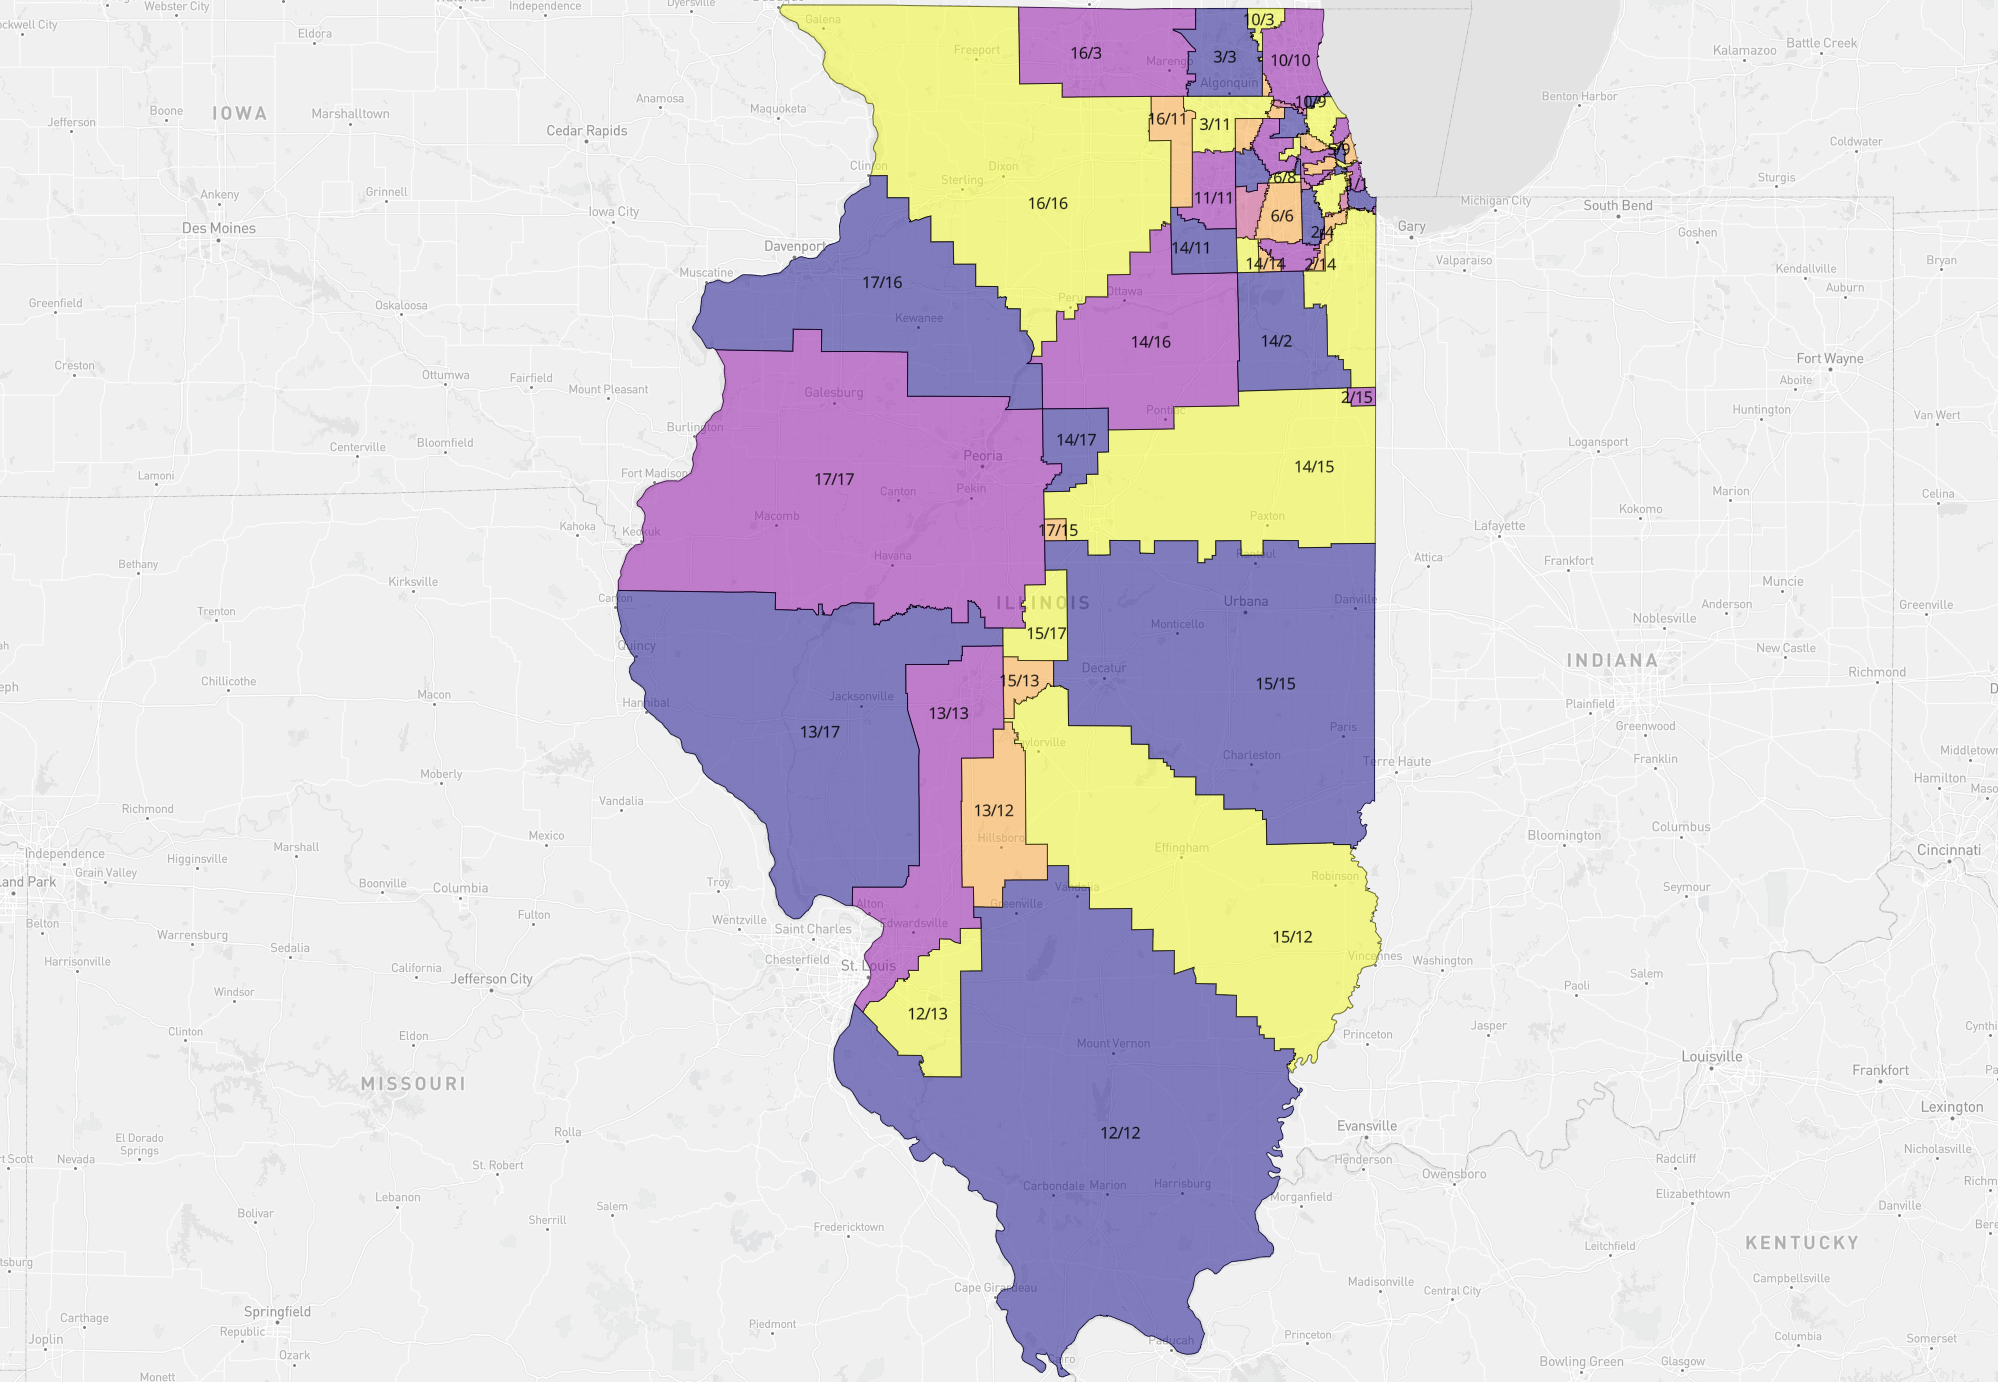 Webster City
Independence
Dyersville
Rockford
Galena
10/3
Kalamazoo
Battle Creek
Eldora
Freeport
16/3
Marengo
3/3
10/10
Algonquin
Benton Harbor
IOWA
Boone
Ames
Marshalltown
Anamosa
Maquoketa
10/9
Jefferson
Cedar Rapids
16/11
3/11
Coldwater
5/9
Clinton
Dixon
Sterling
6/8
Sturgis
Ankeny
Grinnell
Iowa City
16/16
11/11
6/6
Michigan City
South Bend
Des Moines
Davenport
2/4
Gary
Goshen
14/11
Muscatine
14/14
2/14
Valparaiso
Bryan
Kendallville
Auburn
17/16
Peru
Ottawa
Greenfield
Oskaloosa
Kewanee
14/16
14/2
Fort Wayne
Creston
Ottumwa
Fairfield
Mount Pleasant
Aboite
Galesburg
2/15
Pontiac
Huntington
Van Wert
Burlington
Centerville
Bloomfield
14/17
Logansport
Peoria
14/15
Lamoni
Fort Madison
17/17
Canton
Pekin
Marion
Celina
Macomb
Paxton
Kokomo
Kahoka
Keokuk
17/15
Lafayette
Havana
Rantoul
Attica
Frankfort
Bethany
Kirksville
Muncie
ILLINOIS
Canton
Urbana
Danville
Anderson
Greenville
Trenton
Monticello
Noblesville
15/17
Quincy
New Castle
INDIANA
Decatur
Richmond
Chillicothe
Macon
15/13
15/15
Jacksonville
Hannibal
13/13
Plainfield
Indianapolis
Greenwood
13/17
Paris
Taylorville
Charleston
Terre Haute
Franklin
Middletown
Moberly
Hamilton
Vandalia
Richmond
13/12
Mexico
Hillsboro
Bloomington
Columbus
Marshall
Independence
Higginsville
Effingham
Cincinnati
Grain Valley
Overland Park
Boonville
Columbia
Troy
Vandalia
Robinson
Seymour
Alton
Greenville
Belton
Warrensburg
Fulton
Wentzville
Saint Charles
Edwardsville
15/12
Sedalia
Chesterfield
St. Louis
Vincennes
Washington
Harrisonville
California
Jefferson City
Salem
Windsor
Paoli
12/13
Clinton
Eldon
Mount Vernon
Princeton
Jasper
Louisville
MISSOURI
Frankfort
Lexington
El Dorado
Springs
Rolla
12/12
Evansville
Nevada
St. Robert
Henderson
Owensboro
Radcliff
Nicholasville
Carbondale
Marion
Harrisburg
Lebanon
Salem
Morganfield
Elizabethtown
Danville
Bolivar
Sherrill
Fredericktown
Leitchfield
KENTUCKY
Cape Girardeau
Madisonville
Central City
Campbellsville
Springfield
Carthage
Republic
Piedmont
Paducah
Princeton
Columbia
Somerset
Joplin
Ozark
Cairo
Bowling Green
Glasgow
Monett